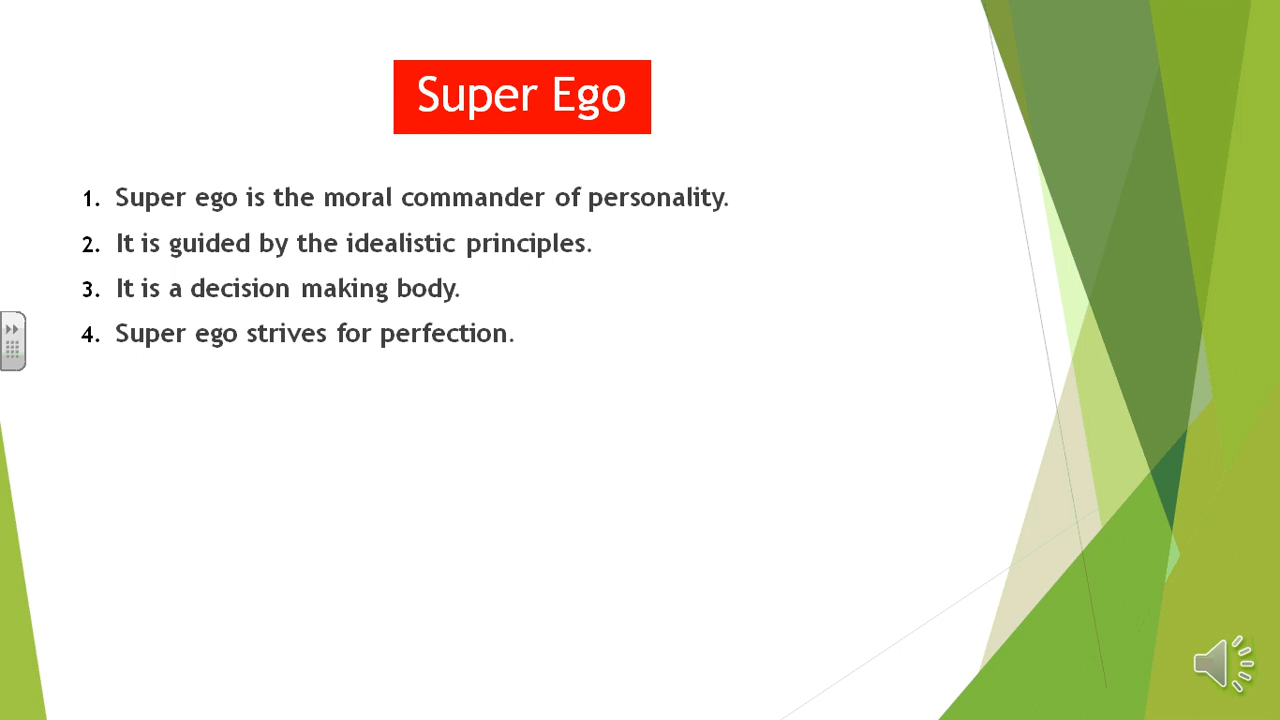 Super Ego
1. Super ego is the moral commander of personality.
2. It is guided by the idealistic principles.
3. It is a decision making body.
4. Super ego strives for perfection.